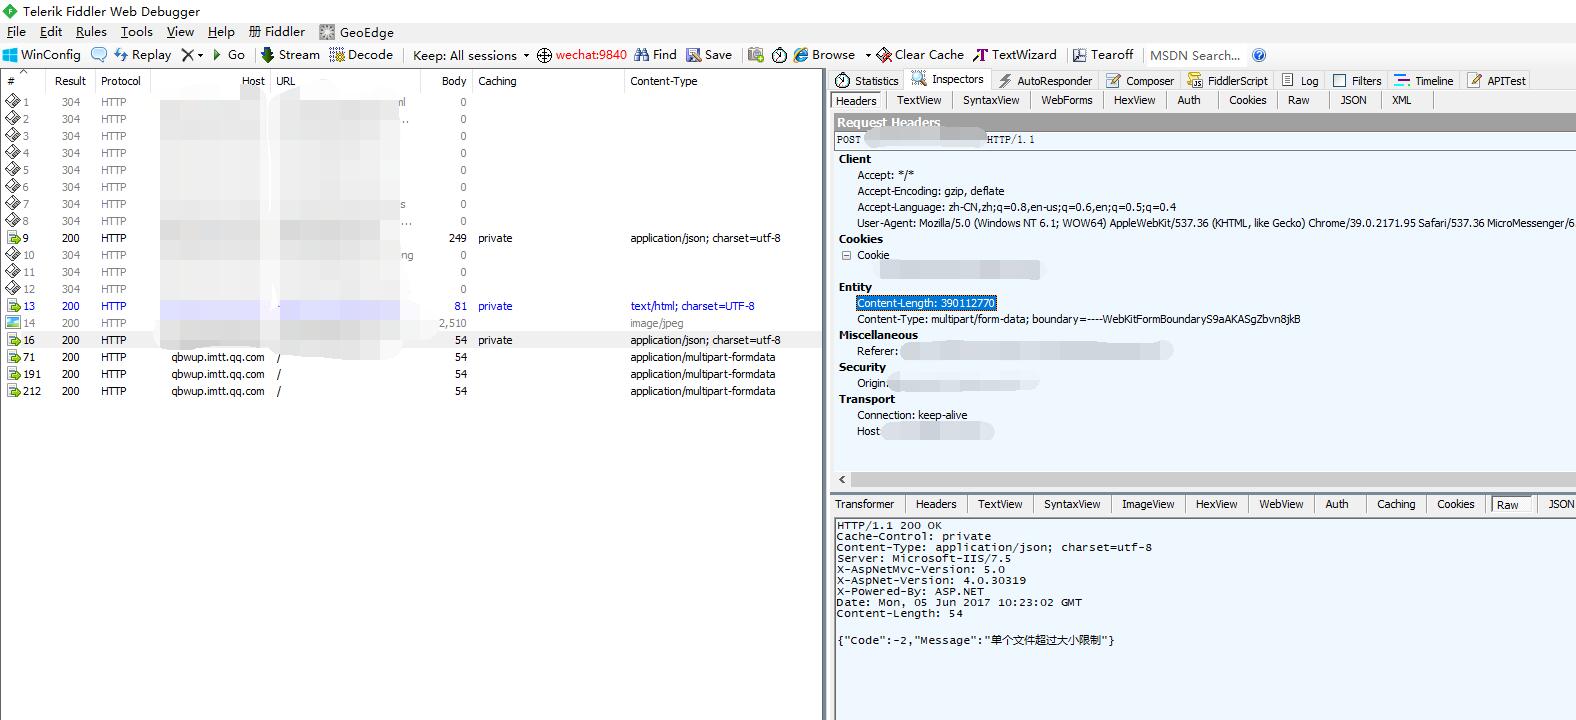 Telerik Fiddler Web Debugger
File Edit Rules Tools View Help 册 Fiddler GeoEdge
WinConfig Replay Go Stream Decode Keep: All sessions wechat:9840 Find Save Browse Clear Cache TextWizard Tearoff MSDN Search...
# Result Protocol Host URL Body Caching Content-Type
1 304 HTTP ml 0
2 304 HTTP .. 0
3 304 HTTP 0
4 304 HTTP 0
5 304 HTTP 0
6 304 HTTP 0
7 304 HTTP s 0
8 304 HTTP ... 0
9 200 HTTP 249 private application/json; charset=utf-8
10 304 HTTP ng 0
11 304 HTTP 0
12 304 HTTP 0
13 200 HTTP 81 private text/html; charset=UTF-8
14 200 HTTP 2,510 image/jpeg
16 200 HTTP 54 private application/json; charset=utf-8
71 200 HTTP qbwup.imtt.qq.com / 54 application/multipart-formdata
191 200 HTTP qbwup.imtt.qq.com / 54 application/multipart-formdata
212 200 HTTP qbwup.imtt.qq.com / 54 application/multipart-formdata
Statistics Inspectors AutoResponder Composer FiddlerScript Log Filters Timeline APITest
Headers TextView SyntaxView WebForms HexView Auth Cookies Raw JSON XML
Request Headers
POST HTTP/1.1
Client
Accept: */*
Accept-Encoding: gzip, deflate
Accept-Language: zh-CN,zh;q=0.8,en-us;q=0.6,en;q=0.5;q=0.4
User-Agent: Mozilla/5.0 (Windows NT 6.1; WOW64) AppleWebKit/537.36 (KHTML, like Gecko) Chrome/39.0.2171.95 Safari/537.36 MicroMessenger/6.
Cookies
Cookie
Entity
Content-Length: 390112770
Content-Type: multipart/form-data; boundary=----WebKitFormBoundaryS9aAKASgZbvn8jkB
Miscellaneous
Referer:
Security
Origin:
Transport
Connection: keep-alive
Host
Transformer Headers TextView SyntaxView ImageView HexView WebView Auth Caching Cookies Raw JSON
HTTP/1.1 200 OK
Cache-Control: private
Content-Type: application/json; charset=utf-8
Server: Microsoft-IIS/7.5
X-AspNetMvc-Version: 5.0
X-AspNet-Version: 4.0.30319
X-Powered-By: ASP.NET
Date: Mon, 05 Jun 2017 10:23:02 GMT
Content-Length: 54
{"Code":-2,"Message":"单个文件超过大小限制"}